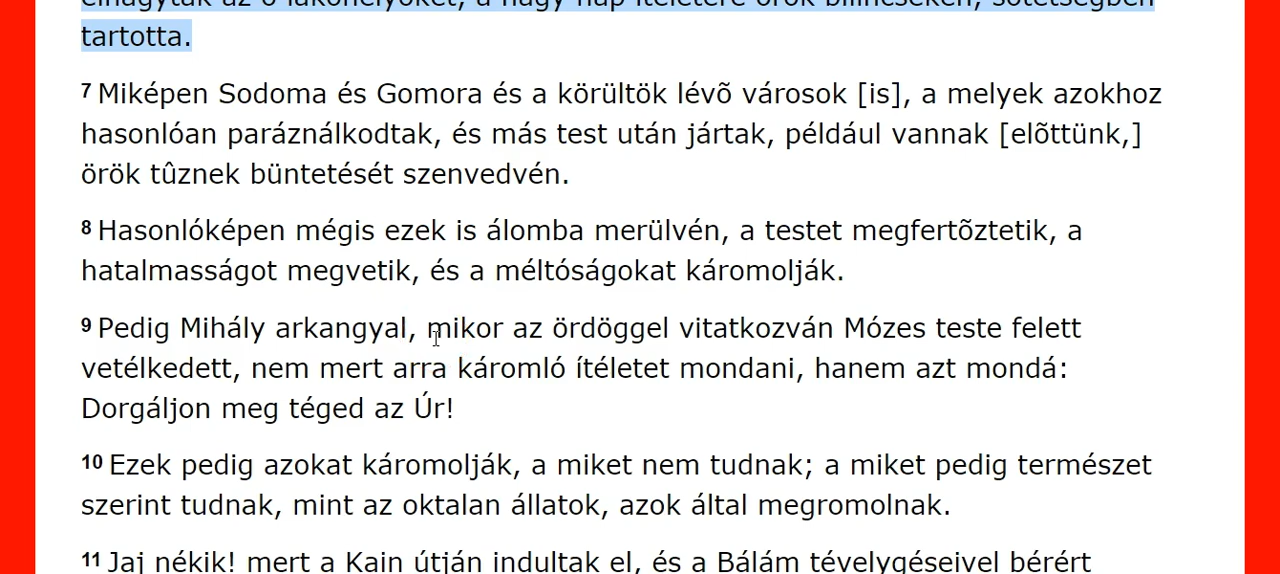 tartotta.
7 Miképen Sodoma és Gomora és a körültök lévõ városok [is], a melyek azokhoz
hasonlóan paráználkodtak, és más test után jártak, például vannak [elõttünk,]
örök tûznek büntetését szenvedvén.
8 Hasonlóképen mégis ezek is álomba merülvén, a testet megfertõztetik, a
hatalmasságot megvetik, és a méltóságokat káromolják.
9 Pedig Mihály arkangyal, mikor az ördöggel vitatkozván Mózes teste felett
vetélkedett, nem mert arra káromló ítéletet mondani, hanem azt mondá:
Dorgáljon meg téged az Úr!
10 Ezek pedig azokat káromolják, a miket nem tudnak; a miket pedig természet
szerint tudnak, mint az oktalan állatok, azok által megromolnak.
11 Jaj nékik! mert a Kain útján indultak el, és a Bálám tévelygéseivel bérért